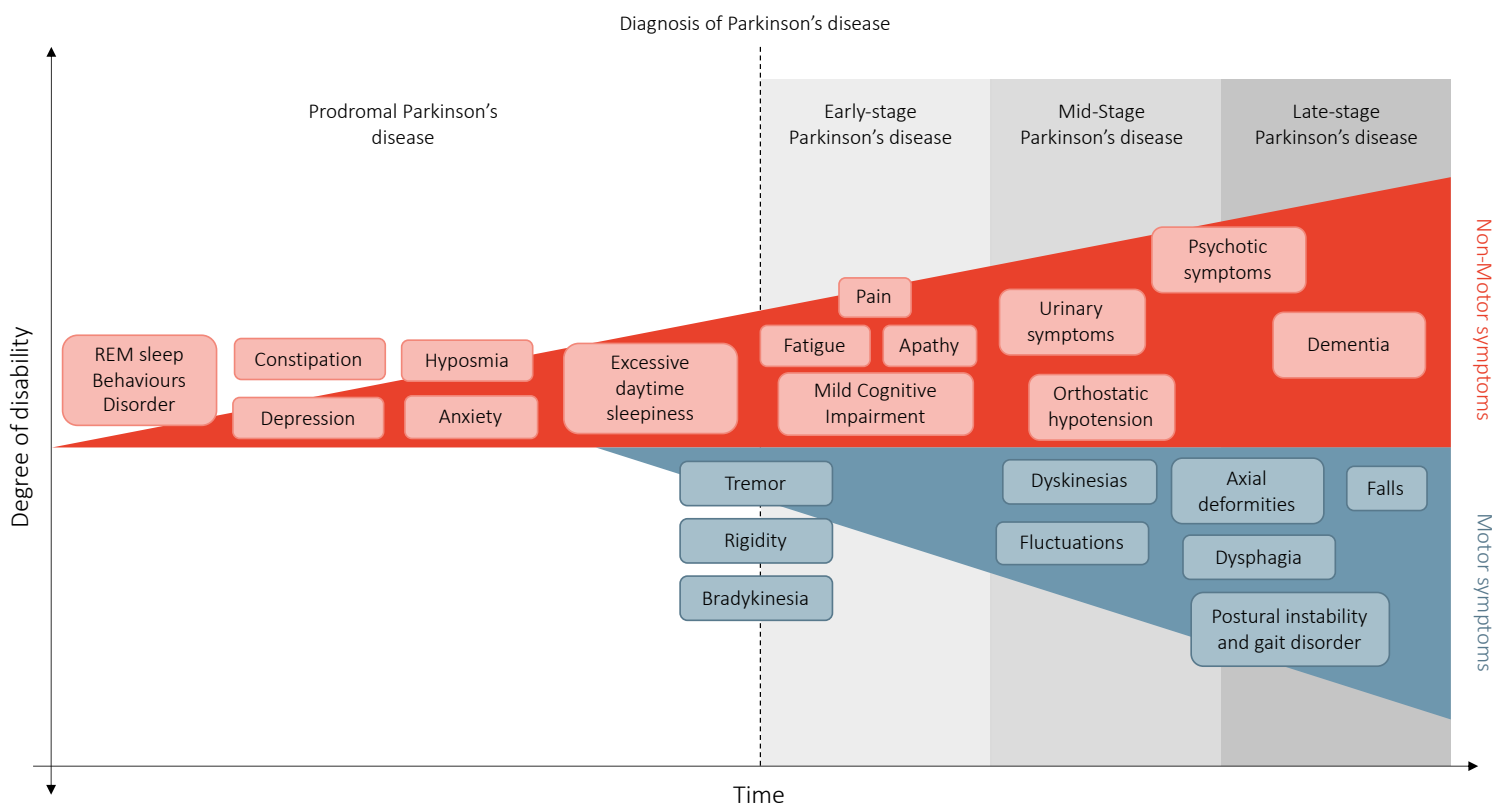 Diagnosis of Parkinson’s disease
Prodromal Parkinson’s
disease
Early-stage
Parkinson’s disease
Mid-Stage
Parkinson’s disease
Late-stage
Parkinson’s disease
Degree of disability
REM sleep
Behaviours
Disorder
Constipation
Depression
Hyposmia
Anxiety
Excessive
daytime
sleepiness
Pain
Fatigue
Apathy
Mild Cognitive
Impairment
Urinary
symptoms
Orthostatic
hypotension
Psychotic
symptoms
Dementia
Non-Motor symptoms
Tremor
Rigidity
Bradykinesia
Dyskinesias
Fluctuations
Axial
deformities
Falls
Dysphagia
Postural instability
and gait disorder
Motor symptoms
Time